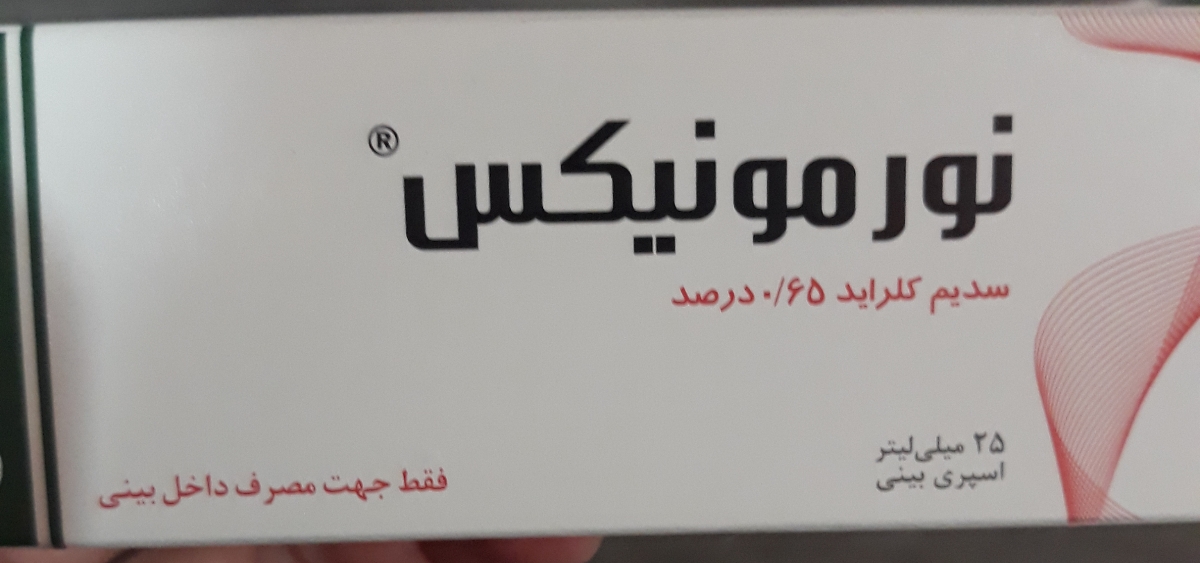 نورمونیکس®
سدیم کلراید ۰/۶۵ درصد
۲۵ میلی‌لیتر
اسپری بینی
فقط جهت مصرف داخل بینی